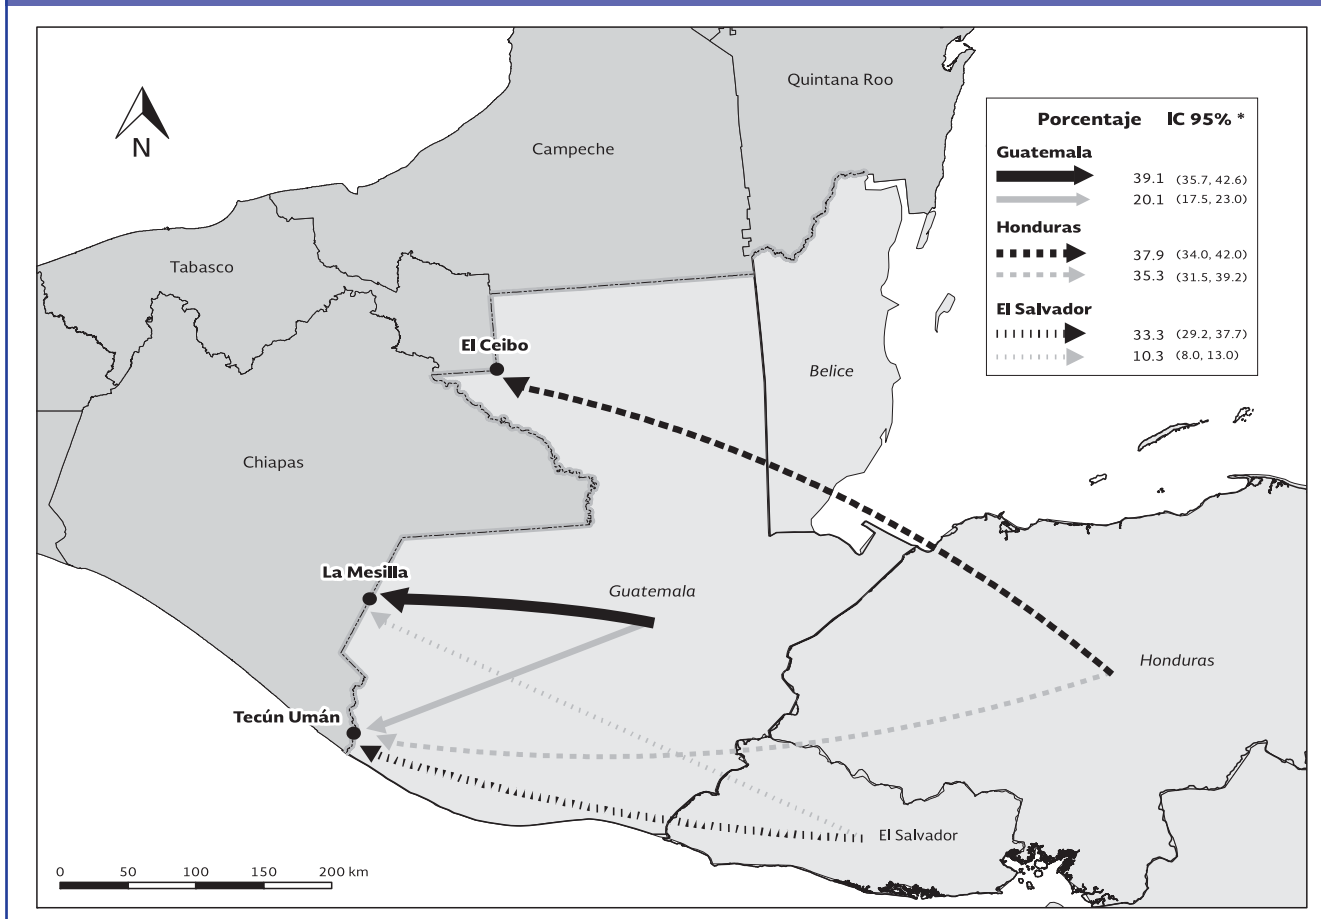 Quintana Roo
Campeche
N
Tabasco
Porcentaje IC 95% *
Guatemala
39.1 (35.7, 42.6)
20.1 (17.5, 23.0)
Honduras
37.9 (34.0, 42.0)
35.3 (31.5, 39.2)
El Salvador
33.3 (29.2, 37.7)
10.3 (8.0, 13.0)
El Ceibo
Belice
Chiapas
La Mesilla
Guatemala
Honduras
Tecún Umán
El Salvador
0 50 100 150 200 km